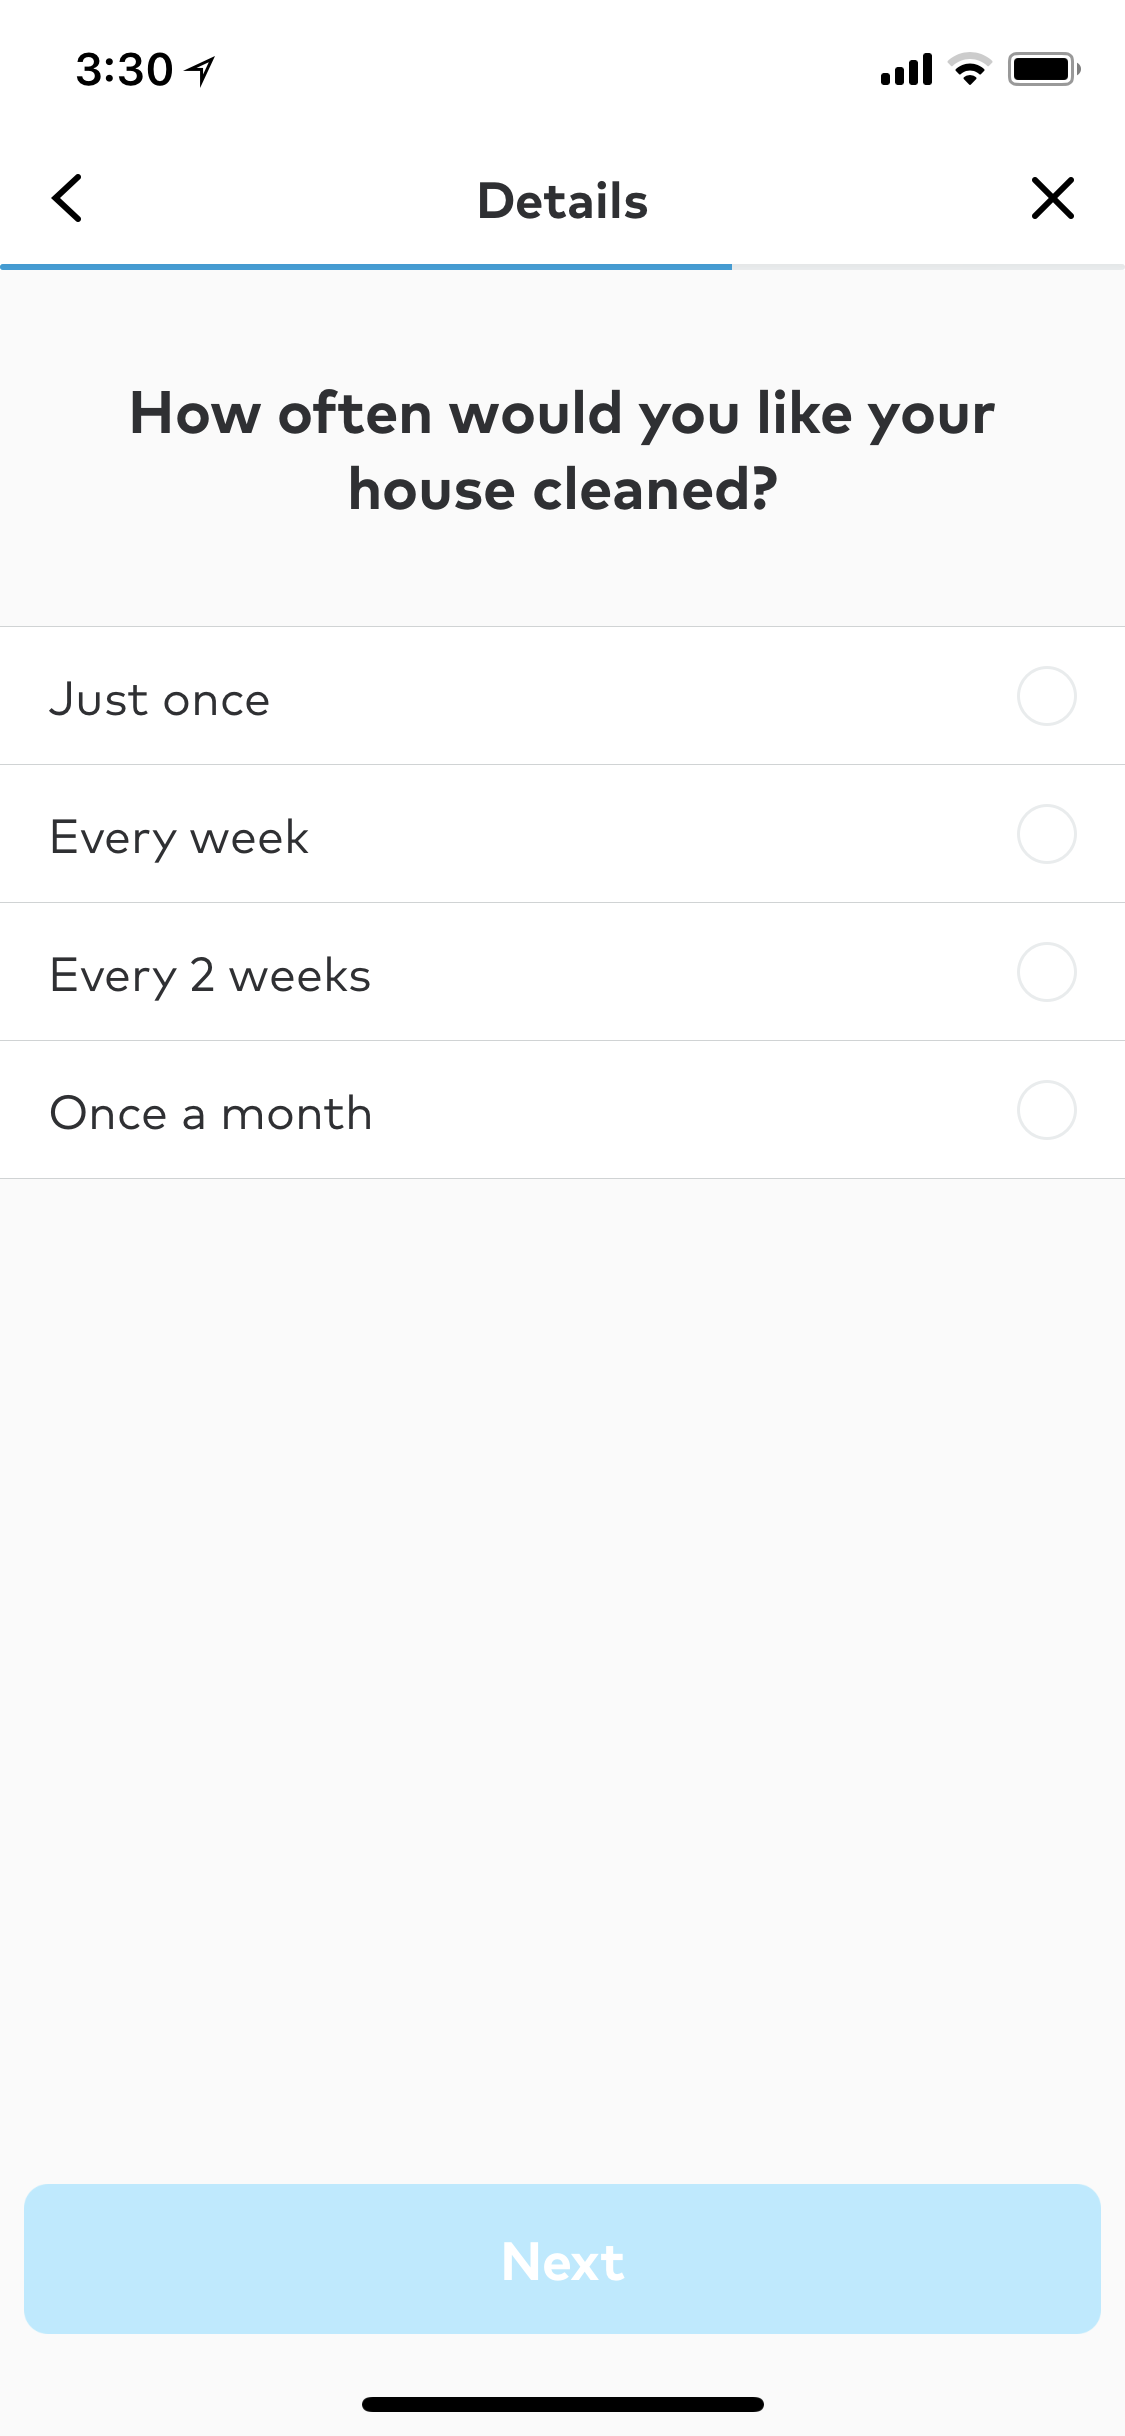 3:30
Details
How often would you like your
house cleaned?
Just once
Every week
Every 2 weeks
Once a month
Next